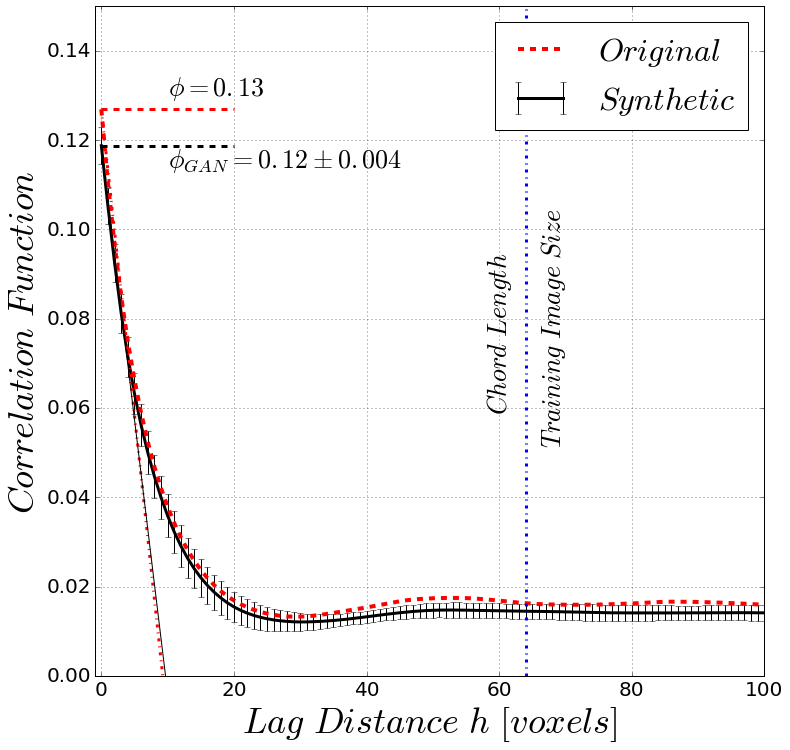 Original
Synthetic
ϕ = 0.13
ϕ_GAN = 0.12 ± 0.004
Chord Length
Training Image Size
Correlation Function
0.14
0.12
0.10
0.08
0.06
0.04
0.02
0.00
0
20
40
60
80
100
Lag Distance h [voxels]